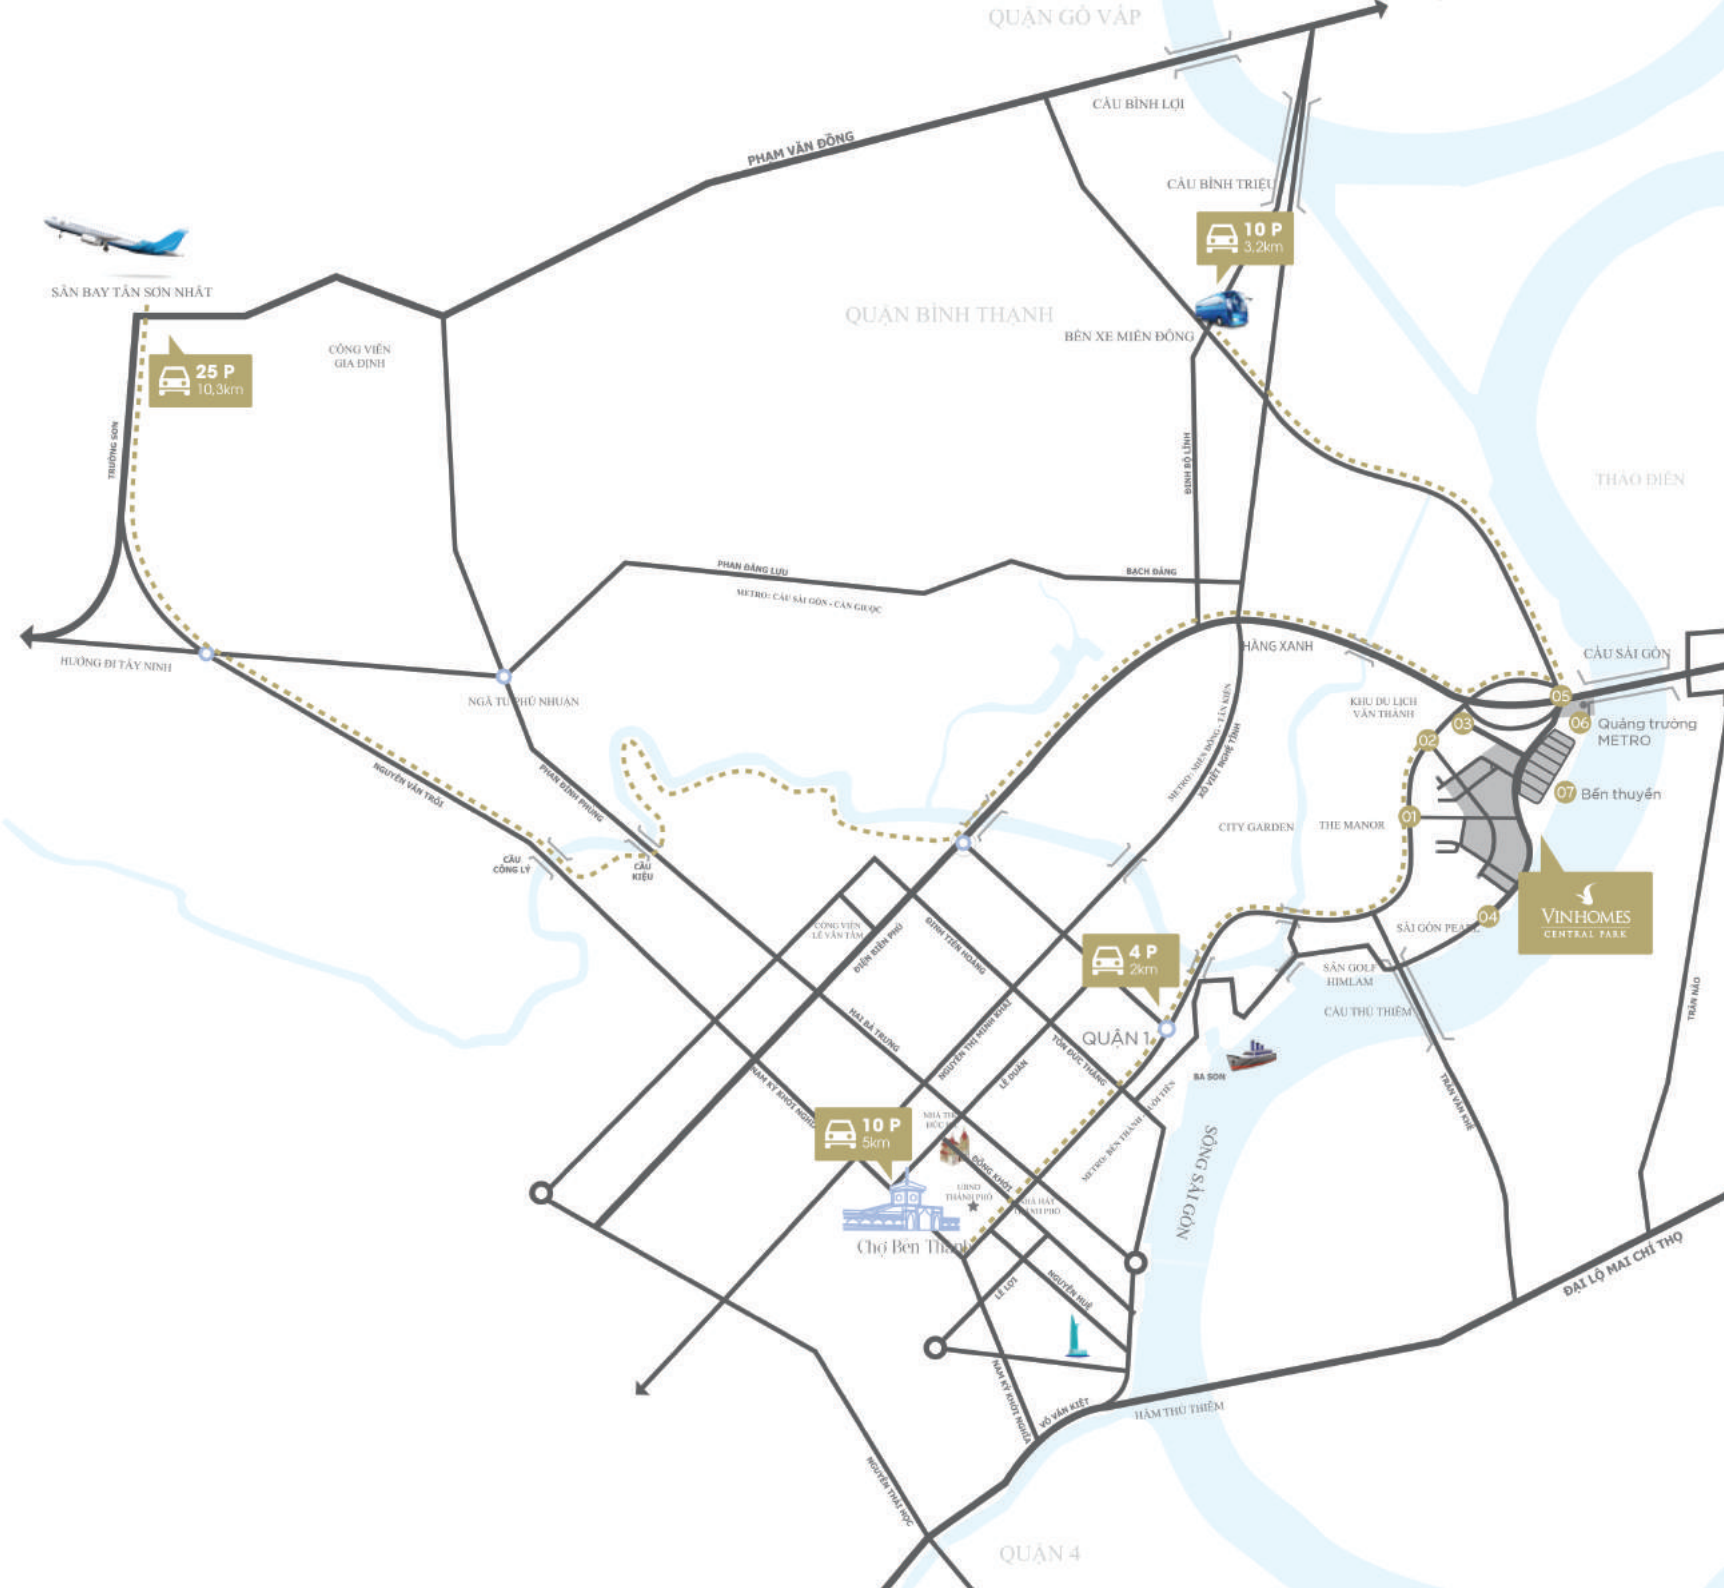 QUẬN GÒ VẤP
CẦU BÌNH LỢI
PHẠM VĂN ĐỒNG
CẦU BÌNH TRIỆU
10 P
3,2km
SÂN BAY TÂN SƠN NHẤT
QUẬN BÌNH THẠNH
BẾN XE MIỀN ĐÔNG
CÔNG VIÊN
GIA ĐỊNH
25 P
10,3km
TRƯỜNG SƠN
ĐINH BỘ LĨNH
THẢO ĐIỀN
PHAN ĐĂNG LƯU
BẠCH ĐẰNG
METRO: CẦU SÀI GÒN - CẦN GIUỘC
HƯỚNG ĐI TÂY NINH
HÀNG XANH
CẦU SÀI GÒN
NGÃ TƯ PHÚ NHUẬN
KHU DU LỊCH
VĂN THÁNH
05
06
Quảng trường
METRO
03
02
METRO: MIỀN ĐÔNG - TÂN KIÊN
XÔ VIẾT NGHỆ TĨNH
NGUYỄN VĂN TRỖI
PHAN ĐÌNH PHÙNG
07
Bến thuyền
01
CITY GARDEN
THE MANOR
CẦU
CÔNG LÝ
CẦU
KIỆU
04
VINHOMES
CENTRAL PARK
SÀI GÒN PEARL
CÔNG VIÊN
LÊ VĂN TÁM
ĐIỆN BIÊN PHỦ
ĐINH TIÊN HOÀNG
4 P
2km
SÂN GOLF
HIMLAM
CẦU THỦ THIÊM
TRẦN NÃO
HAI BÀ TRƯNG
NGUYỄN THỊ MINH KHAI
QUẬN 1
TÔN ĐỨC THẮNG
LÊ DUẨN
BA SON
NAM KỲ KHỞI NGHĨA
TRẦN VĂN KHÊ
10 P
5km
METRO: BẾN THÀNH - SUỐI TIÊN
SÔNG SÀI GÒN
ĐỒNG KHỞI
UBND
THÀNH PHỐ
NHÀ HÁT
THÀNH PHỐ
Chợ Bến Thành
LÊ LỢI
NGUYỄN HUỆ
ĐẠI LỘ MAI CHÍ THỌ
NAM KỲ KHỞI NGHĨA
VÕ VĂN KIỆT
HẦM THỦ THIÊM
NGUYỄN THÁI HỌC
QUẬN 4